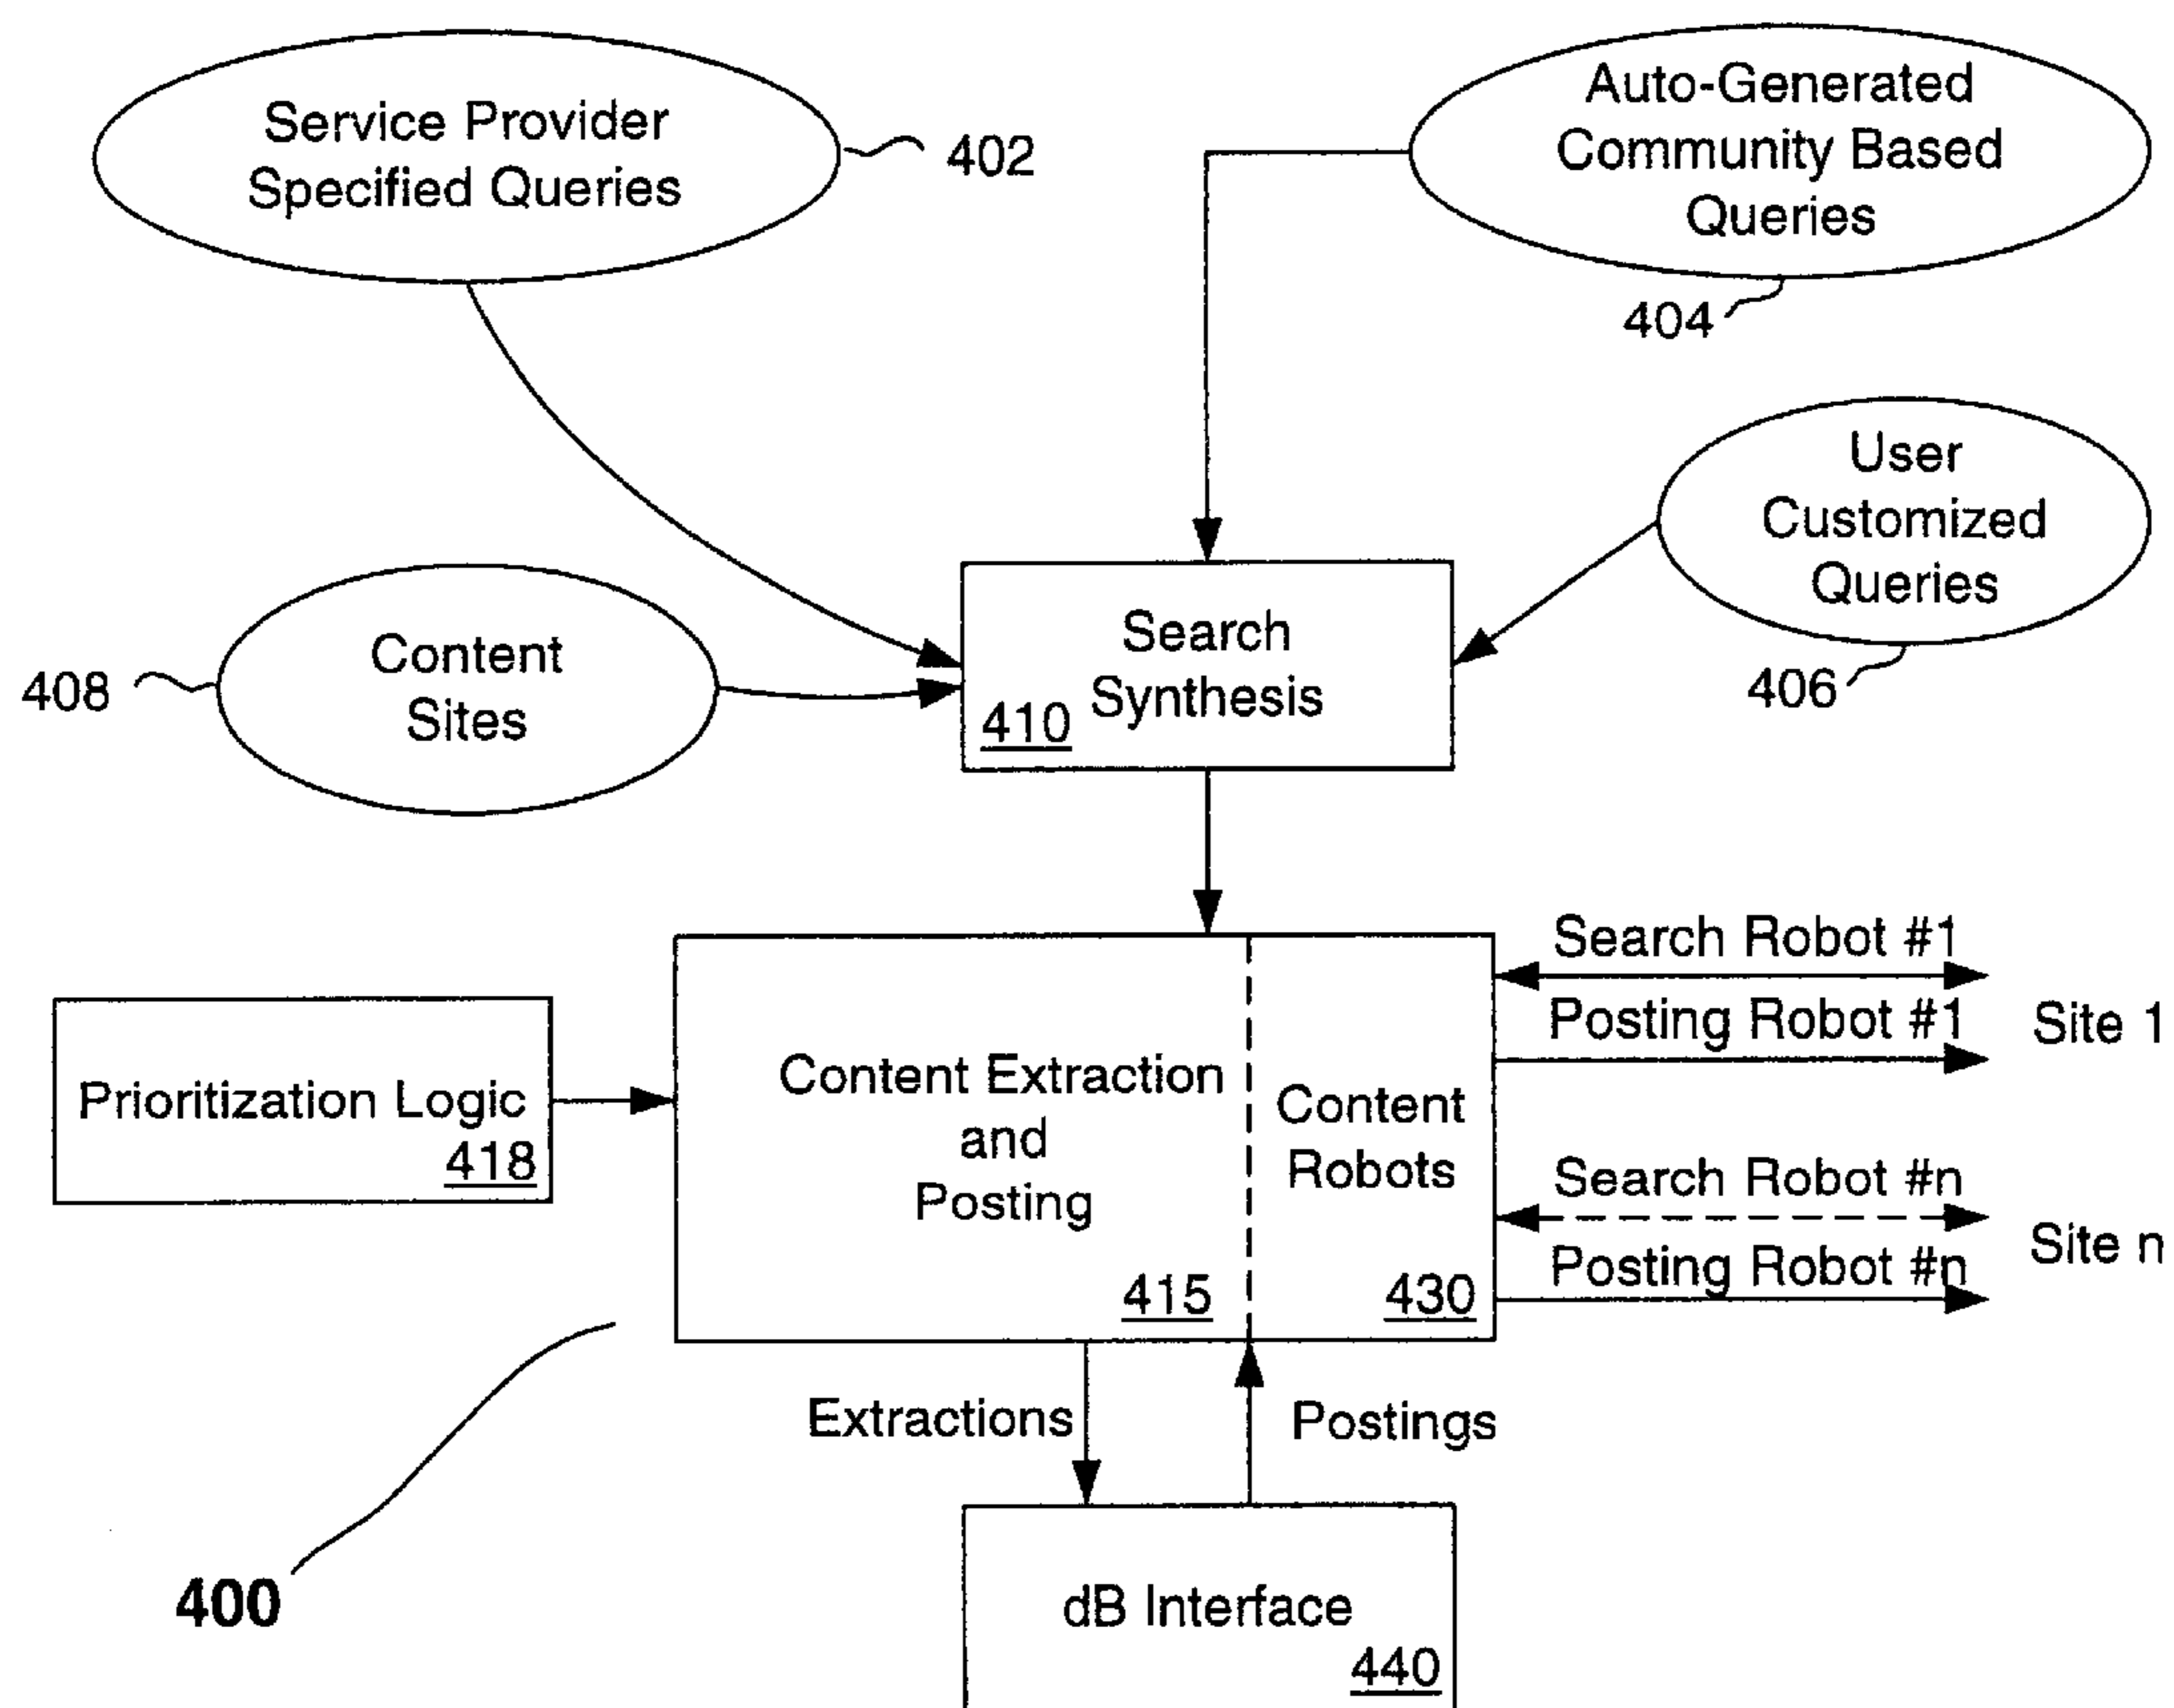 Service Provider
Specified Queries
402
Auto-Generated
Community Based
Queries
404
User
Customized
Queries
406
Content
Sites
408
Search
Synthesis
410
Prioritization Logic
418
Content Extraction
and
Posting
415
Content
Robots
430
Search Robot #1
Posting Robot #1
Site 1
Search Robot #n
Posting Robot #n
Site n
Extractions
Postings
400
dB Interface
440